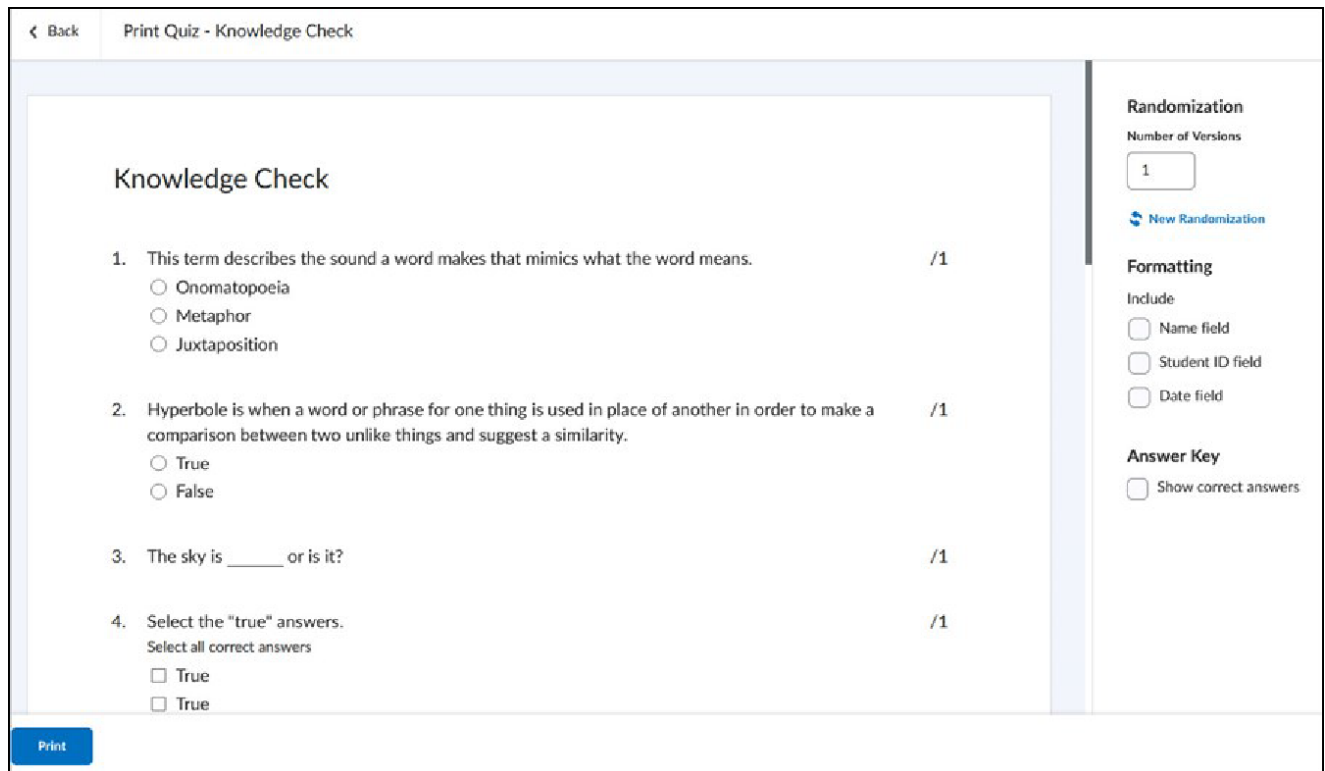 Back
Print Quiz - Knowledge Check
Knowledge Check
1. This term describes the sound a word makes that mimics what the word means. /1
Onomatopoeia
Metaphor
Juxtaposition
2. Hyperbole is when a word or phrase for one thing is used in place of another in order to make a /1
comparison between two unlike things and suggest a similarity.
True
False
3. The sky is ______ or is it? /1
4. Select the "true" answers. /1
Select all correct answers
True
True
Randomization
Number of Versions
1
New Randomization
Formatting
Include
Name field
Student ID field
Date field
Answer Key
Show correct answers
Print